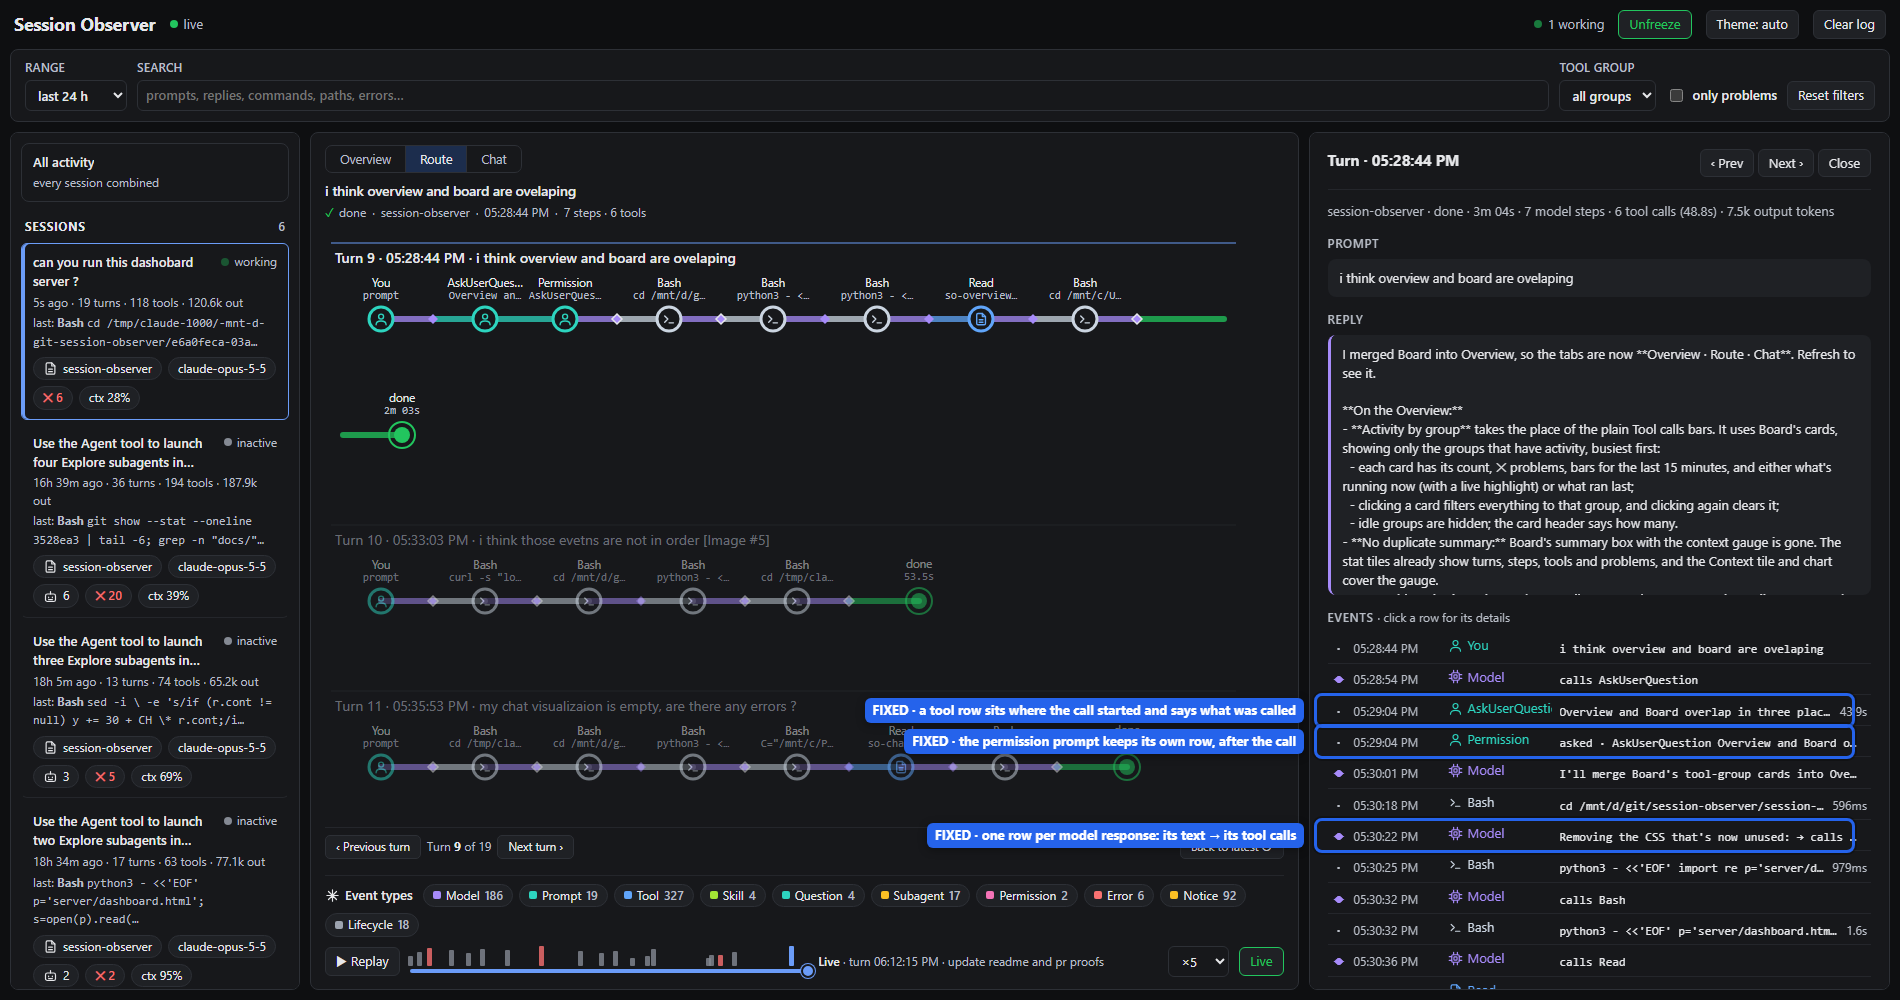 Session Observer
live
1 working
Unfreeze
Theme: auto
Clear log
RANGE
SEARCH
TOOL GROUP
last 24 h
prompts, replies, commands, paths, errors...
all groups
only problems
Reset filters
All activity
every session combined
SESSIONS 6
can you run this dashobard server ?
working
5s ago · 19 turns · 118 tools · 120.6k out
last: Bash cd /tmp/claude-1000/-mnt-d-
git-session-observer/e6a0feca-03a…
session-observer
claude-opus-5-5
6
ctx 28%
Use the Agent tool to launch
four Explore subagents in...
inactive
16h 39m ago · 36 turns · 194 tools · 187.9k
out
last: Bash git show --stat --oneline
3528ea3 | tail -6; grep -n "docs/"…
session-observer
claude-opus-5-5
6
20
ctx 39%
Use the Agent tool to launch
three Explore subagents in...
inactive
18h 5m ago · 13 turns · 74 tools · 65.2k out
last: Bash sed -i \ -e 's/if (r.cont !=
null) y += 30 + CH \* r.cont;/i…
session-observer
claude-opus-5-5
3
5
ctx 69%
Use the Agent tool to launch
two Explore subagents in...
inactive
18h 34m ago · 17 turns · 63 tools · 77.1k out
last: Bash python3 - <<'EOF'
p='server/dashboard.html';
s=open(p).read(…
session-observer
claude-opus-5-5
2
2
ctx 95%
Overview
Route
Chat
i think overview and board are ovelaping
✓ done · session-observer · 05:28:44 PM · 7 steps · 6 tools
Turn 9 · 05:28:44 PM · i think overview and board are ovelaping
You
prompt
AskUserQues...
Overview an…
Permission
AskUserQues…
Bash
cd /mnt/d/g…
Bash
python3 - <…
Bash
python3 - <…
Read
so-overview…
Bash
cd /mnt/c/U…
done
2m 03s
Turn 10 · 05:33:03 PM · i think those evetns are not in order [Image #5]
You
prompt
Bash
curl -s "lo…
Bash
cd /mnt/d/g…
Bash
python3 - <…
Bash
cd /tmp/cla…
done
53.5s
Turn 11 · 05:35:53 PM · my chat visualizaion is empty, are there any errors ?
You
prompt
Bash
cd /tmp/cla…
Bash
cd /mnt/d/g…
Bash
python3 - <…
Bash
C="/mnt/c/P…
FIXED · a tool row sits where the call started and says what was called
FIXED · the permission prompt keeps its own row, after the call
FIXED · one row per model response: its text → its tool calls
‹ Previous turn
Turn 9 of 19
Next turn ›
Event types
Model 186
Prompt 19
Tool 327
Skill 4
Question 4
Subagent 17
Permission 2
Error 6
Notice 92
Lifecycle 18
Replay
Live · turn 06:12:15 PM · update readme and pr proofs
×5
Live
Turn · 05:28:44 PM
‹ Prev
Next ›
Close
session-observer · done · 3m 04s · 7 model steps · 6 tool calls (48.8s) · 7.5k output tokens
PROMPT
i think overview and board are ovelaping
REPLY
I merged Board into Overview, so the tabs are now **Overview · Route · Chat**. Refresh to
see it.
**On the Overview:**
- **Activity by group** takes the place of the plain Tool calls bars. It uses Board's cards,
showing only the groups that have activity, busiest first:
- each card has its count, ✕ problems, bars for the last 15 minutes, and either what's
running now (with a live highlight) or what ran last;
- clicking a card filters everything to that group, and clicking again clears it;
- idle groups are hidden; the card header says how many.
- **No duplicate summary:** Board's summary box with the context gauge is gone. The
stat tiles already show turns, steps, tools and problems, and the Context tile and chart
cover the gauge.
EVENTS · click a row for its details
05:28:44 PM You i think overview and board are ovelaping
05:28:54 PM Model calls AskUserQuestion
05:29:04 PM AskUserQuesti Overview and Board overlap in three plac…
05:29:04 PM Permission asked · AskUserQuestion Overview and Board o…
05:30:01 PM Model I'll merge Board's tool-group cards into Ove…
05:30:18 PM Bash cd /mnt/d/git/session-observer/session-… 596ms
05:30:22 PM Model Removing the CSS that's now unused: → calls
05:30:25 PM Bash python3 - <<'EOF' import re p='server/d… 979ms
05:30:32 PM Model calls Bash
05:30:32 PM Bash python3 - <<'EOF' p='server/dashboard.htm… 1.6s
05:30:36 PM Model calls Read